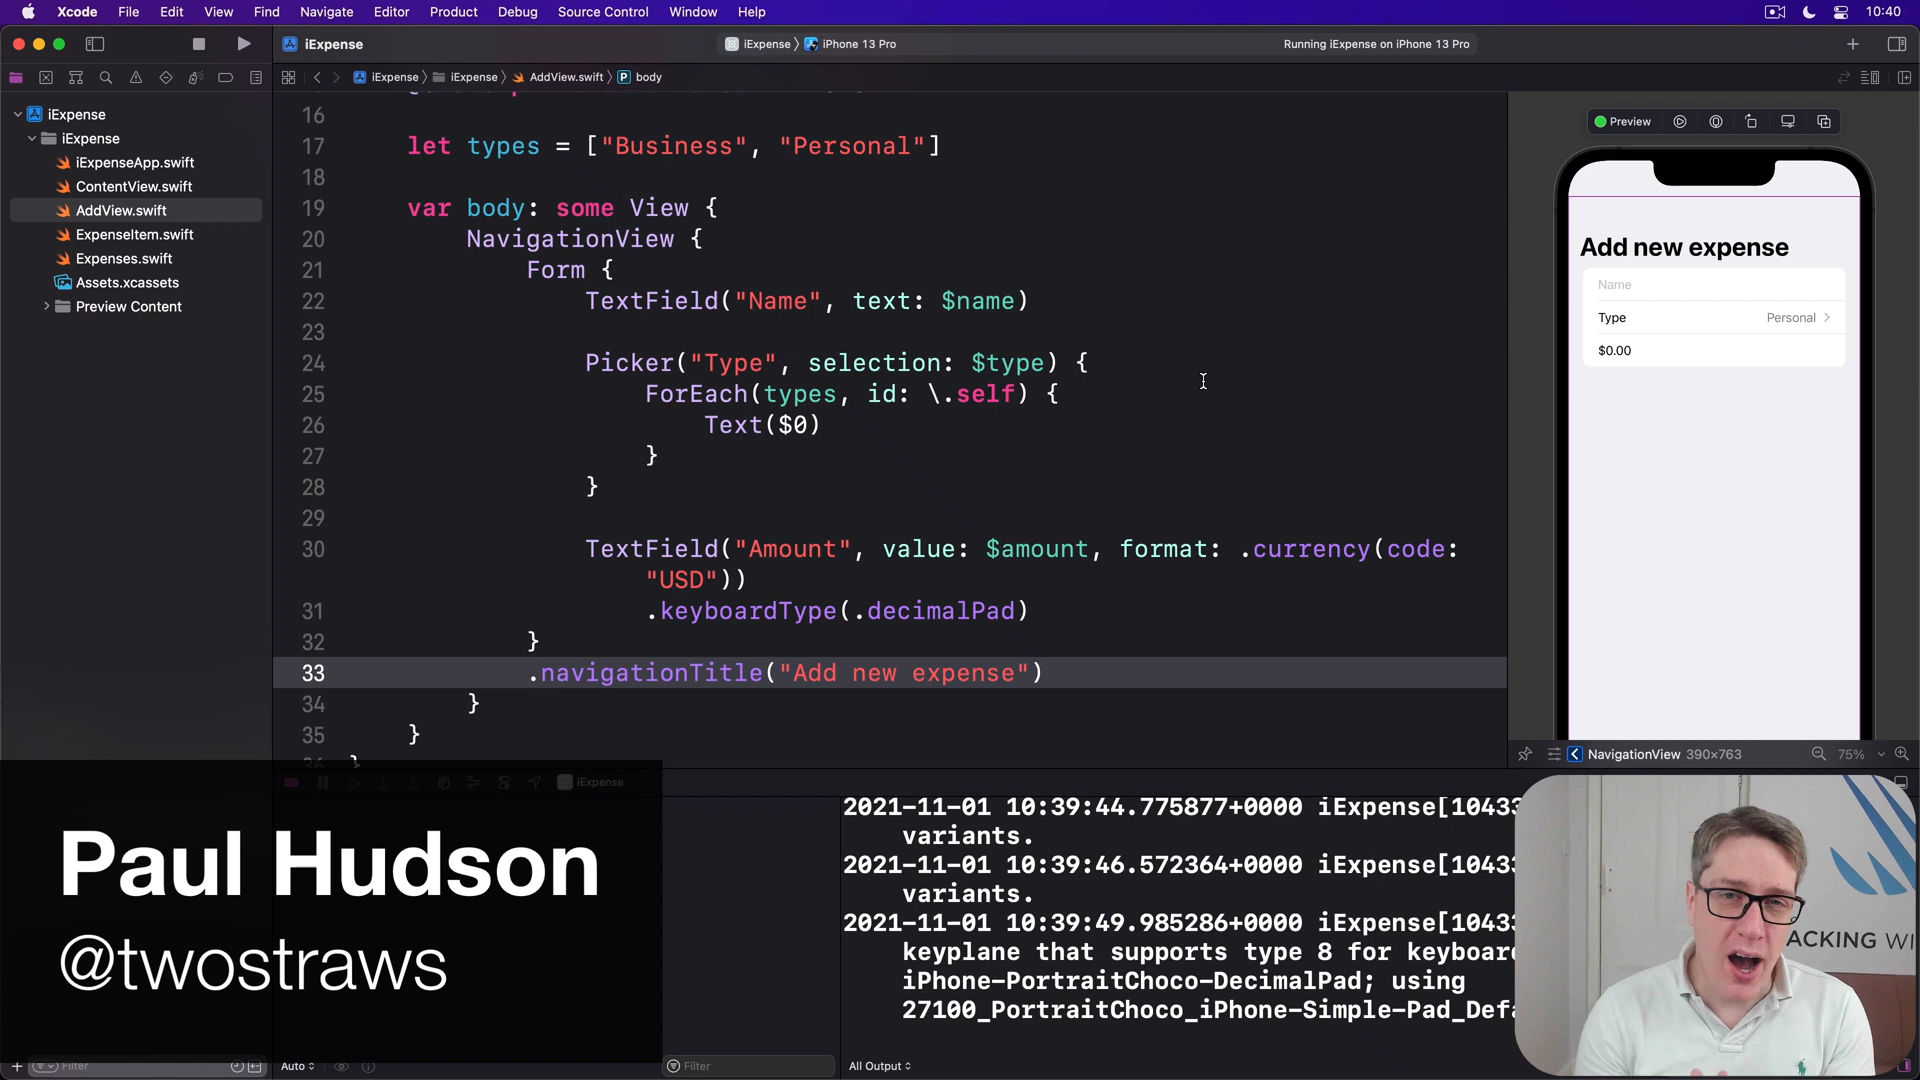 Xcode File Edit View Find Navigate Editor Product Debug Source Control Window Help 10:40
iExpense iExpense iPhone 13 Pro Running iExpense on iPhone 13 Pro
iExpense iExpense AddView.swift P body
iExpense
iExpense
iExpenseApp.swift
ContentView.swift
AddView.swift
ExpenseItem.swift
Expenses.swift
Assets.xcassets
Preview Content
16
17 let types = ["Business", "Personal"]
18
19 var body: some View {
20 NavigationView {
21 Form {
22 TextField("Name", text: $name)
23
24 Picker("Type", selection: $type) {
25 ForEach(types, id: \.self) {
26 Text($0)
27 }
28 }
29
30 TextField("Amount", value: $amount, format: .currency(code:
"USD"))
31 .keyboardType(.decimalPad)
32 }
33 .navigationTitle("Add new expense")
34 }
35 }
}
Preview
Add new expense
Name
Type Personal
$0.00
NavigationView 390×763 75%
iExpense
2021-11-01 10:39:44.775877+0000 iExpense[10433
variants.
2021-11-01 10:39:46.572364+0000 iExpense[10433
variants.
2021-11-01 10:39:49.985286+0000 iExpense[10433
keyplane that supports type 8 for keyboard
iPhone-PortraitChoco-DecimalPad; using
27100_PortraitChoco_iPhone-Simple-Pad_Defa
Paul Hudson
@twostraws
ACKING WI
Filter Auto Filter All Output